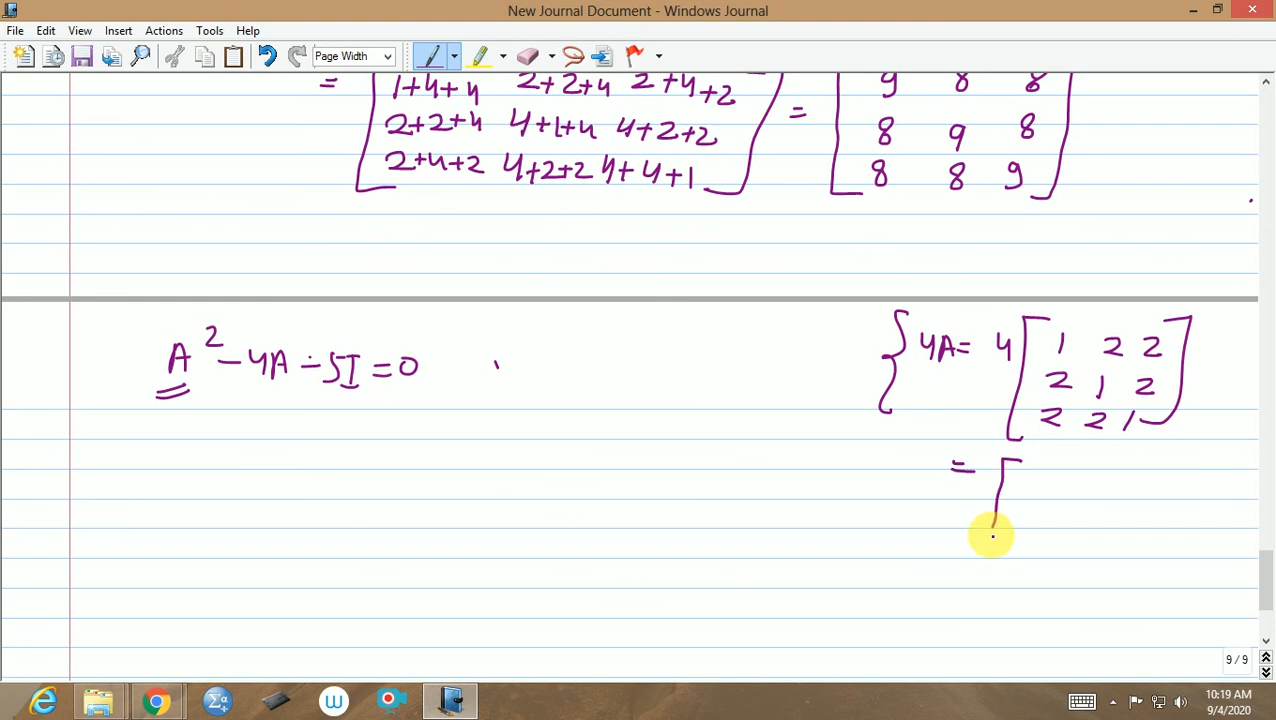 New Journal Document - Windows Journal
File Edit View Insert Actions Tools Help
Page Width
= [ 1+4+4 2+2+4 2+4+2 ] = [ 9 8 8 ]
2+2+4 4+1+4 4+2+2 8 9 8
2+4+2 4+2+2 4+4+1 8 8 9
A² - 4A - 5I = 0
{ 4A = 4 [ 1 2 2 ]
2 1 2
2 2 1
= [
9 / 9
W
10:19 AM
9/4/2020